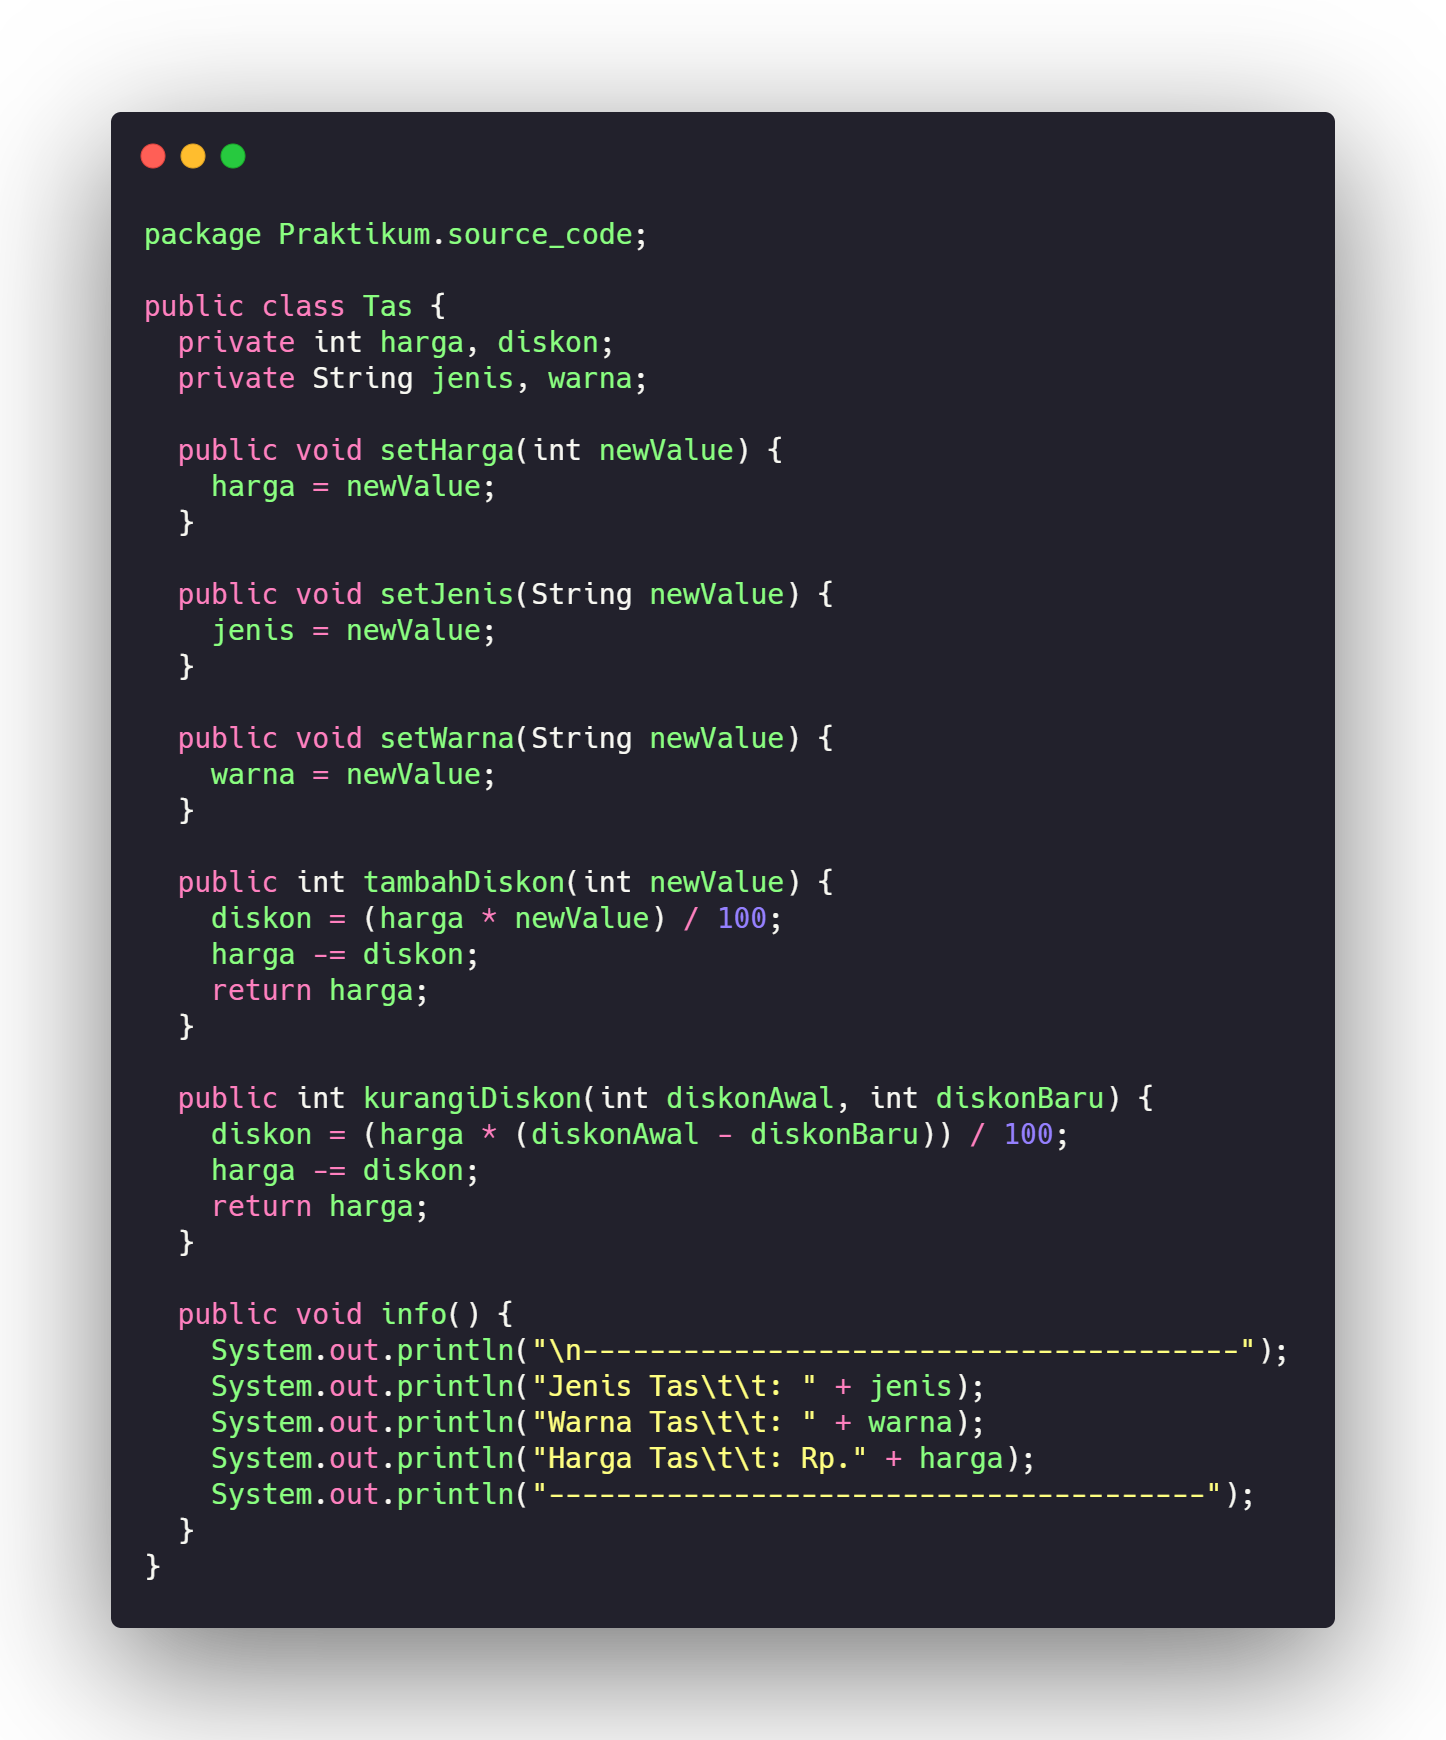 package Praktikum.source_code;

public class Tas {
  private int harga, diskon;
  private String jenis, warna;

  public void setHarga(int newValue) {
    harga = newValue;
  }

  public void setJenis(String newValue) {
    jenis = newValue;
  }

  public void setWarna(String newValue) {
    warna = newValue;
  }

  public int tambahDiskon(int newValue) {
    diskon = (harga * newValue) / 100;
    harga -= diskon;
    return harga;
  }

  public int kurangiDiskon(int diskonAwal, int diskonBaru) {
    diskon = (harga * (diskonAwal - diskonBaru)) / 100;
    harga -= diskon;
    return harga;
  }

  public void info() {
    System.out.println("\n---------------------------------------");
    System.out.println("Jenis Tas\t\t: " + jenis);
    System.out.println("Warna Tas\t\t: " + warna);
    System.out.println("Harga Tas\t\t: Rp." + harga);
    System.out.println("---------------------------------------");
  }
}